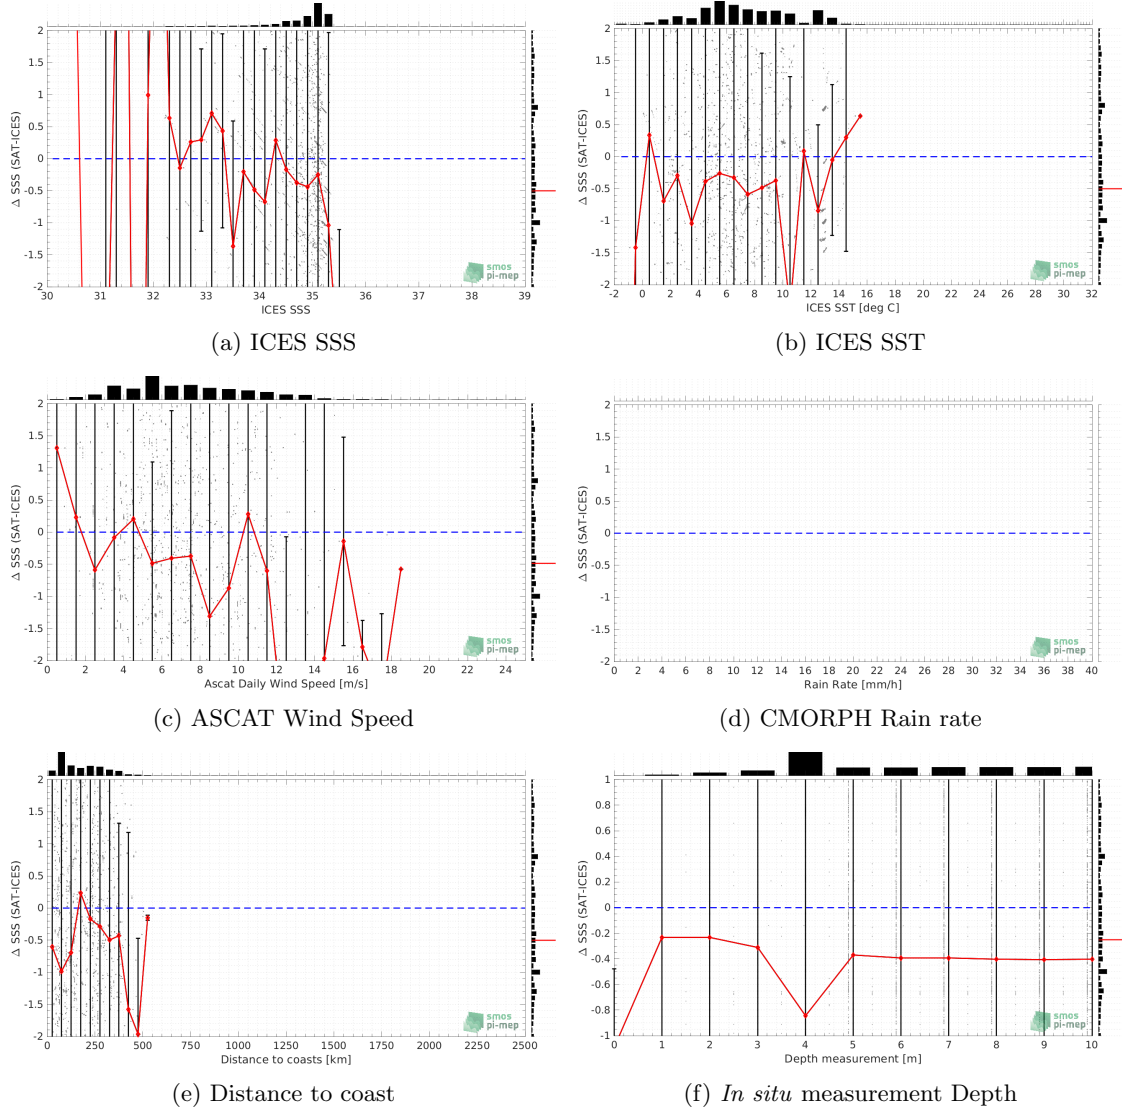 2
1.5
1
0.5
0
-0.5
-1
-1.5
-2
Δ SSS (SAT-ICES)
30 31 32 33 34 35 36 37 38 39
ICES SSS
smos
pi-mep
(a) ICES SSS
2
1.5
1
0.5
0
-0.5
-1
-1.5
-2
Δ SSS (SAT-ICES)
-2 0 2 4 6 8 10 12 14 16 18 20 22 24 26 28 30 32
ICES SST [deg C]
smos
pi-mep
(b) ICES SST
2
1.5
1
0.5
0
-0.5
-1
-1.5
-2
Δ SSS (SAT-ICES)
0 2 4 6 8 10 12 14 16 18 20 22 24
Ascat Daily Wind Speed [m/s]
smos
pi-mep
(c) ASCAT Wind Speed
2
1.5
1
0.5
0
-0.5
-1
-1.5
-2
Δ SSS (SAT-ICES)
0 2 4 6 8 10 12 14 16 18 20 22 24 26 28 30 32 34 36 38 40
Rain Rate [mm/h]
smos
pi-mep
(d) CMORPH Rain rate
2
1.5
1
0.5
0
-0.5
-1
-1.5
-2
Δ SSS (SAT-ICES)
0 250 500 750 1000 1250 1500 1750 2000 2250 2500
Distance to coasts [km]
smos
pi-mep
(e) Distance to coast
1
0.8
0.6
0.4
0.2
0
-0.2
-0.4
-0.6
-0.8
-1
Δ SSS (SAT-ICES)
0 1 2 3 4 5 6 7 8 9 10
Depth measurement [m]
smos
pi-mep
(f) In situ measurement Depth